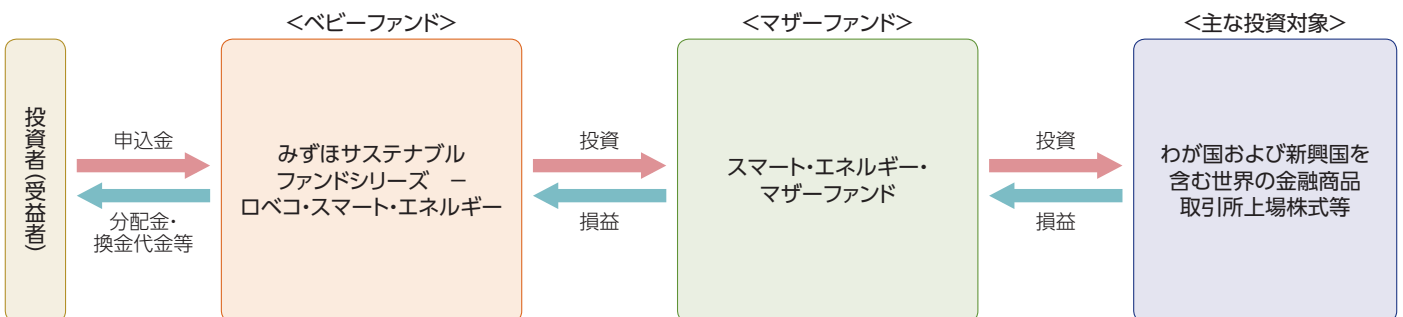 <ベビーファンド>
<マザーファンド>
<主な投資対象>
投資者(受益者)
申込金
分配金・
換金代金等
みずほサステナブル
ファンドシリーズ －
ロベコ・スマート・エネルギー
投資
損益
スマート・エネルギー・
マザーファンド
投資
損益
わが国および新興国を
含む世界の金融商品
取引所上場株式等